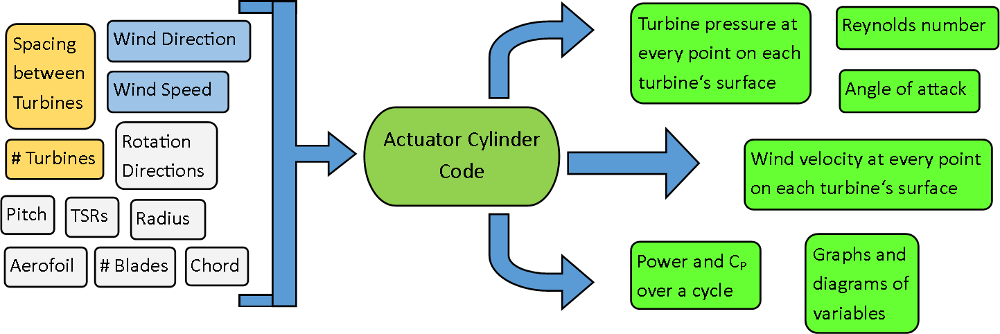 Spacing
between
Turbines
Wind Direction
Wind Speed
# Turbines
Rotation
Directions
Pitch
TSRs
Radius
Aerofoil
# Blades
Chord
Actuator Cylinder
Code
Turbine pressure at
every point on each
turbine‘s surface
Reynolds number
Angle of attack
Wind velocity at every point
on each turbine‘s surface
Power and CP
over a cycle
Graphs and
diagrams of
variables